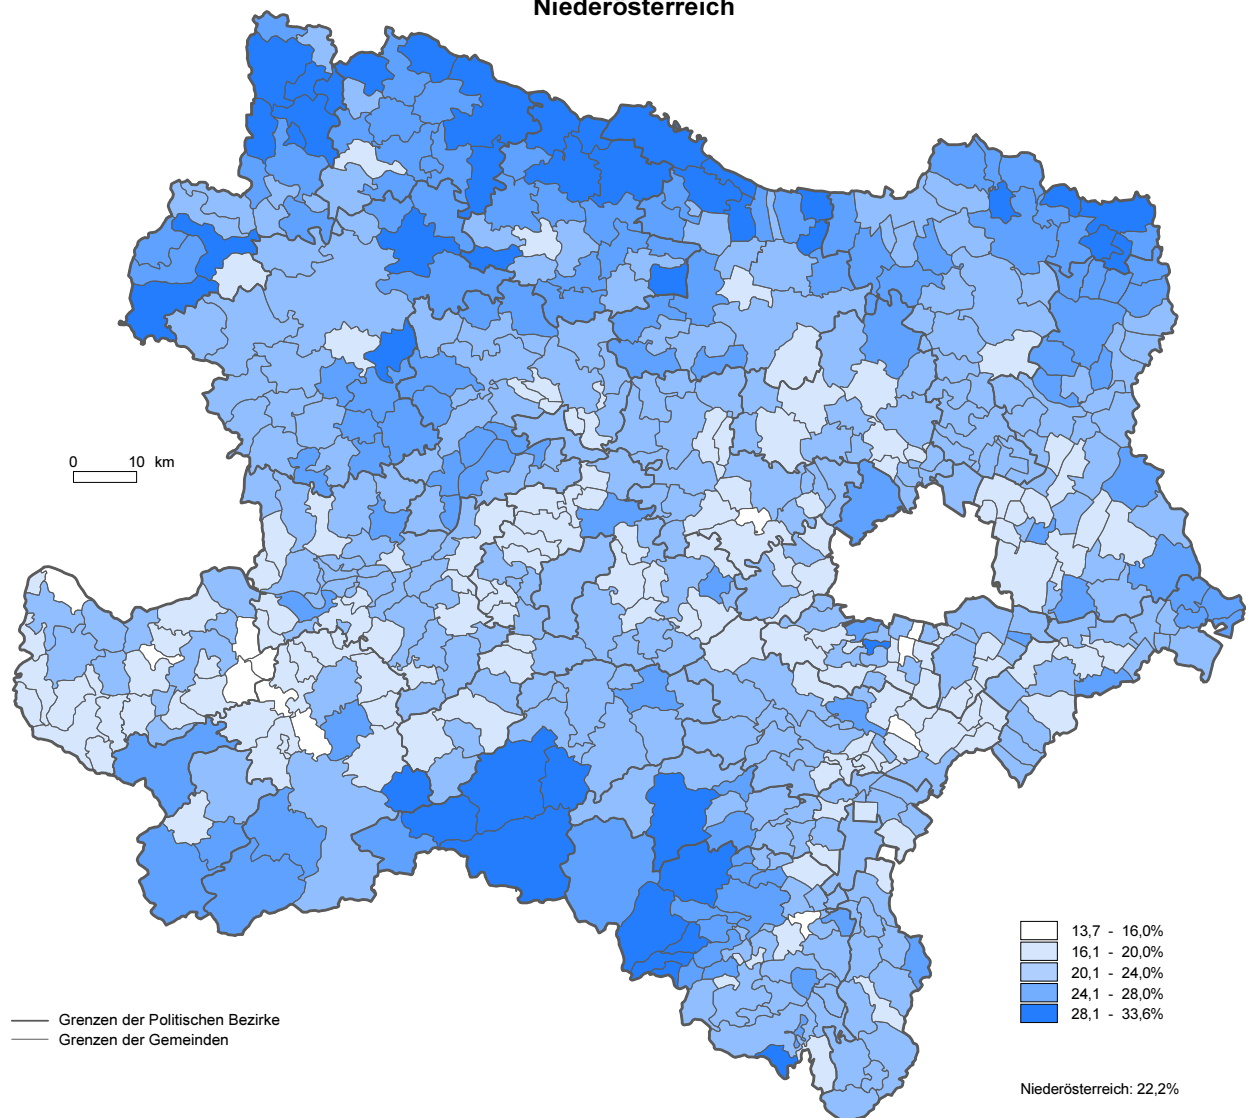 Niederösterreich
0 10 km
13,7 - 16,0%
16,1 - 20,0%
20,1 - 24,0%
24,1 - 28,0%
28,1 - 33,6%
Grenzen der Politischen Bezirke
Grenzen der Gemeinden
Niederösterreich: 22,2%